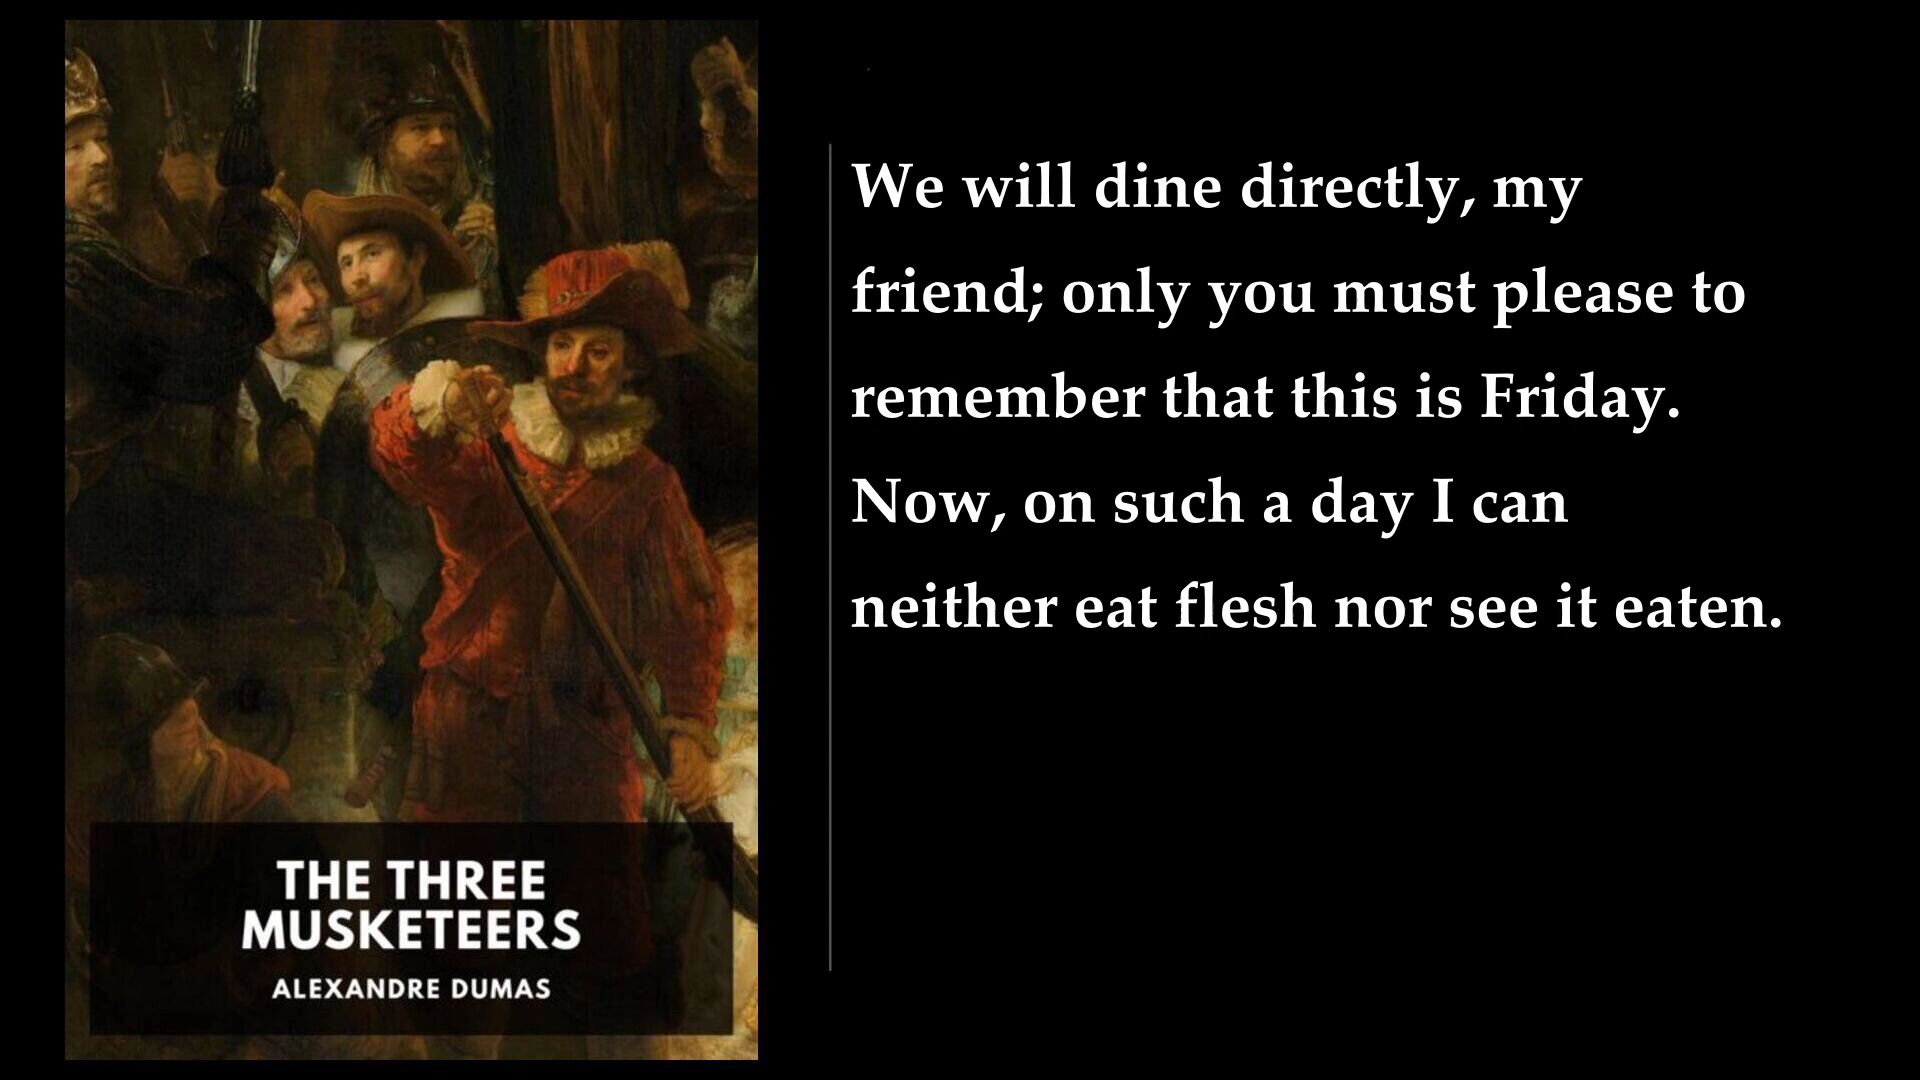 THE THREE
MUSKETEERS
ALEXANDRE DUMAS
We will dine directly, my
friend; only you must please to
remember that this is Friday.
Now, on such a day I can
neither eat flesh nor see it eaten.